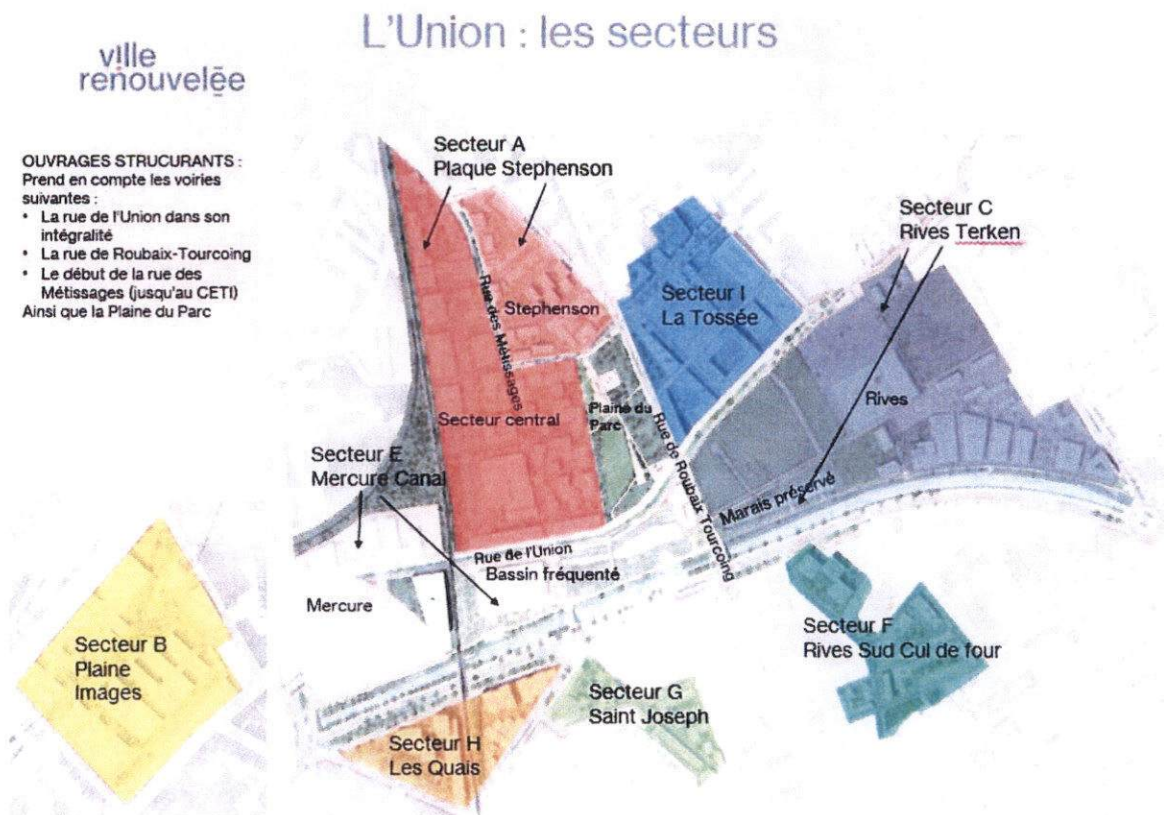 L'Union : les secteurs
ville
renouvelée
OUVRAGES STRUCURANTS :
Prend en compte les voiries
suivantes :
• La rue de l'Union dans son
intégralité
• La rue de Roubaix-Tourcoing
• Le début de la rue des
Métissages (jusqu'au CETI)
Ainsi que la Plaine du Parc
Secteur A
Plaque Stephenson
Secteur C
Rives Terken
Secteur I
La Tossée
Stephenson
Rue des Métissages
Rives
Secteur central
Plaine du
Parc
Rue de Roubaix Tourcoing
Secteur E
Mercure Canal
Marais préservé
Rue de l'Union
Bassin fréquenté
Mercure
Secteur B
Plaine
Images
Secteur F
Rives Sud Cul de four
Secteur G
Saint Joseph
Secteur H
Les Quais